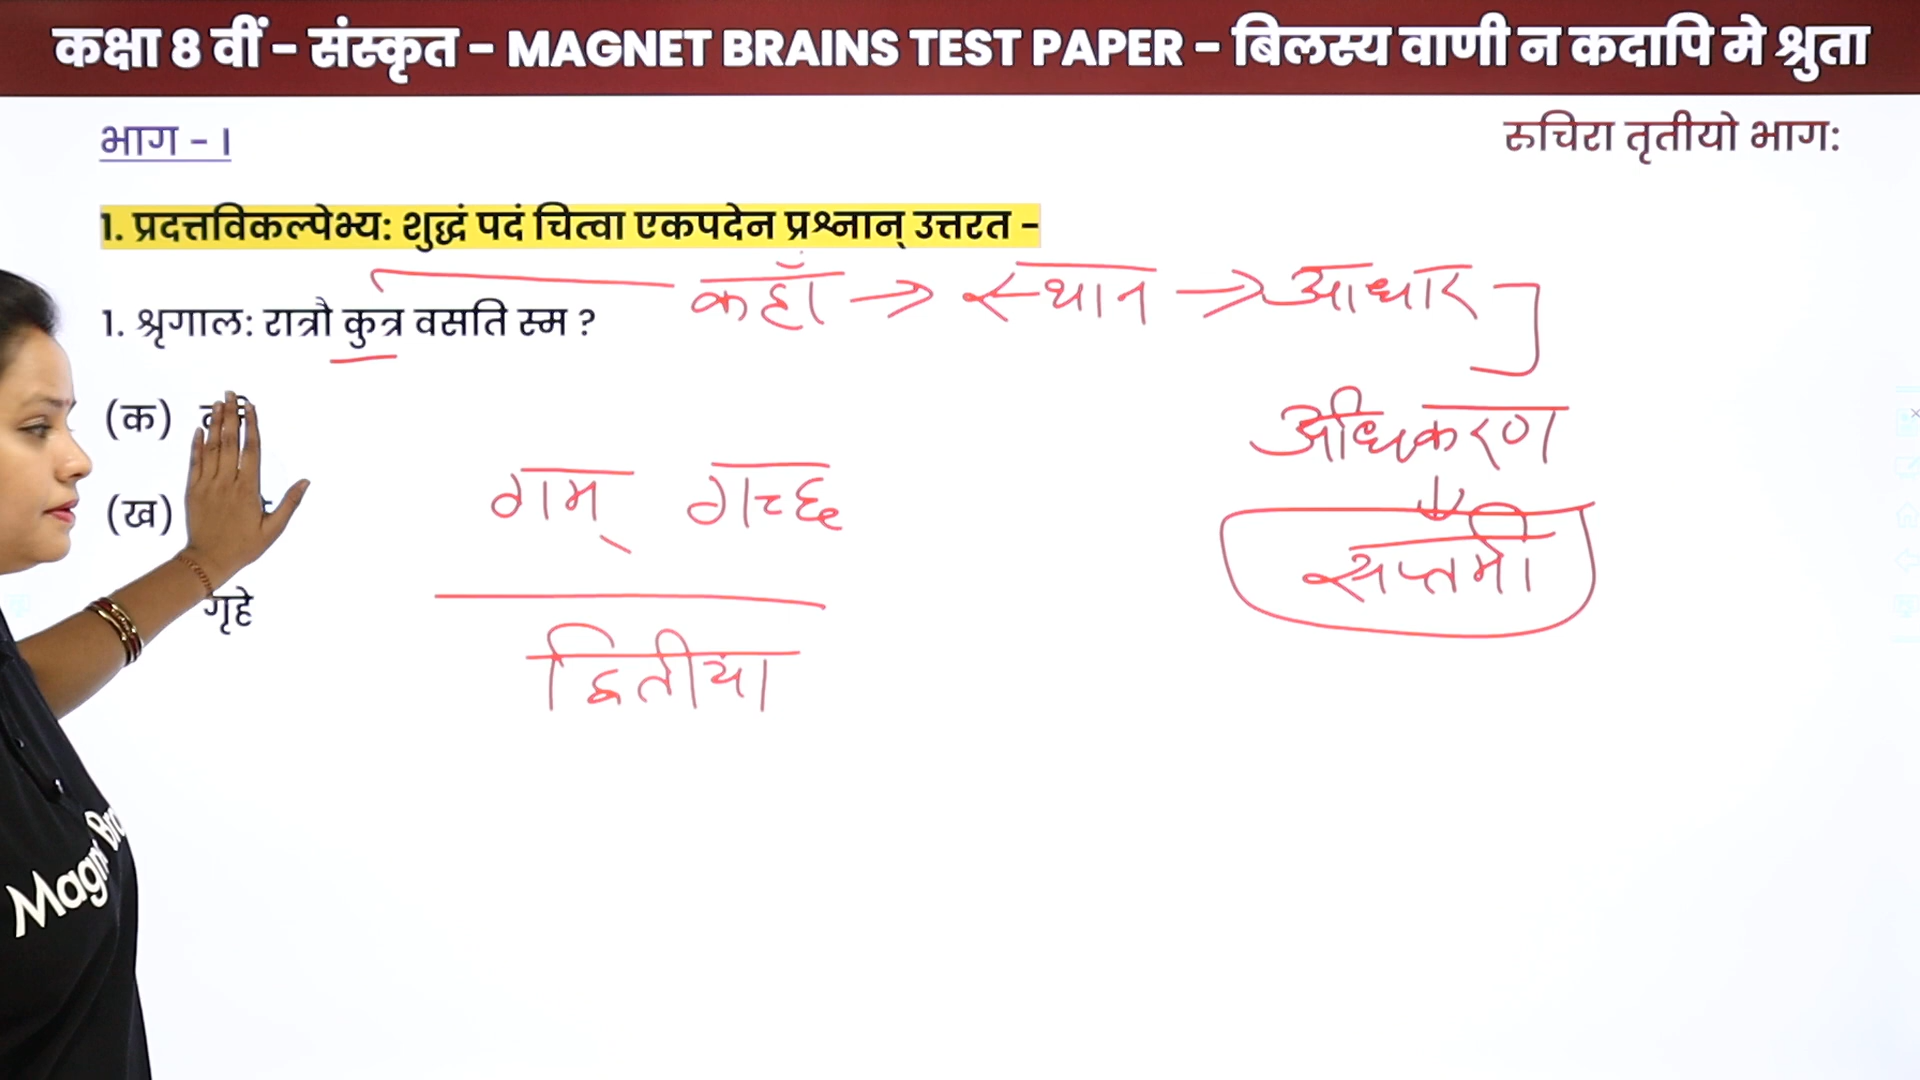 कक्षा 8 वीं - संस्कृत - MAGNET BRAINS TEST PAPER - बिलस्य वाणी न कदापि मे श्रुता
भाग - I
रुचिरा तृतीयो भाग:
1. प्रदत्तविकल्पेभ्य: शुद्धं पदं चित्वा एकपदेन प्रश्नान् उत्तरत -
कहाँ → स्थान → आधार
1. श्रृगाल: रात्रौ कुत्र वसति स्म ?
(क)
अधिकरण
गम् गच्छ
(ख)
सप्तमी
गृहे
द्वितीया